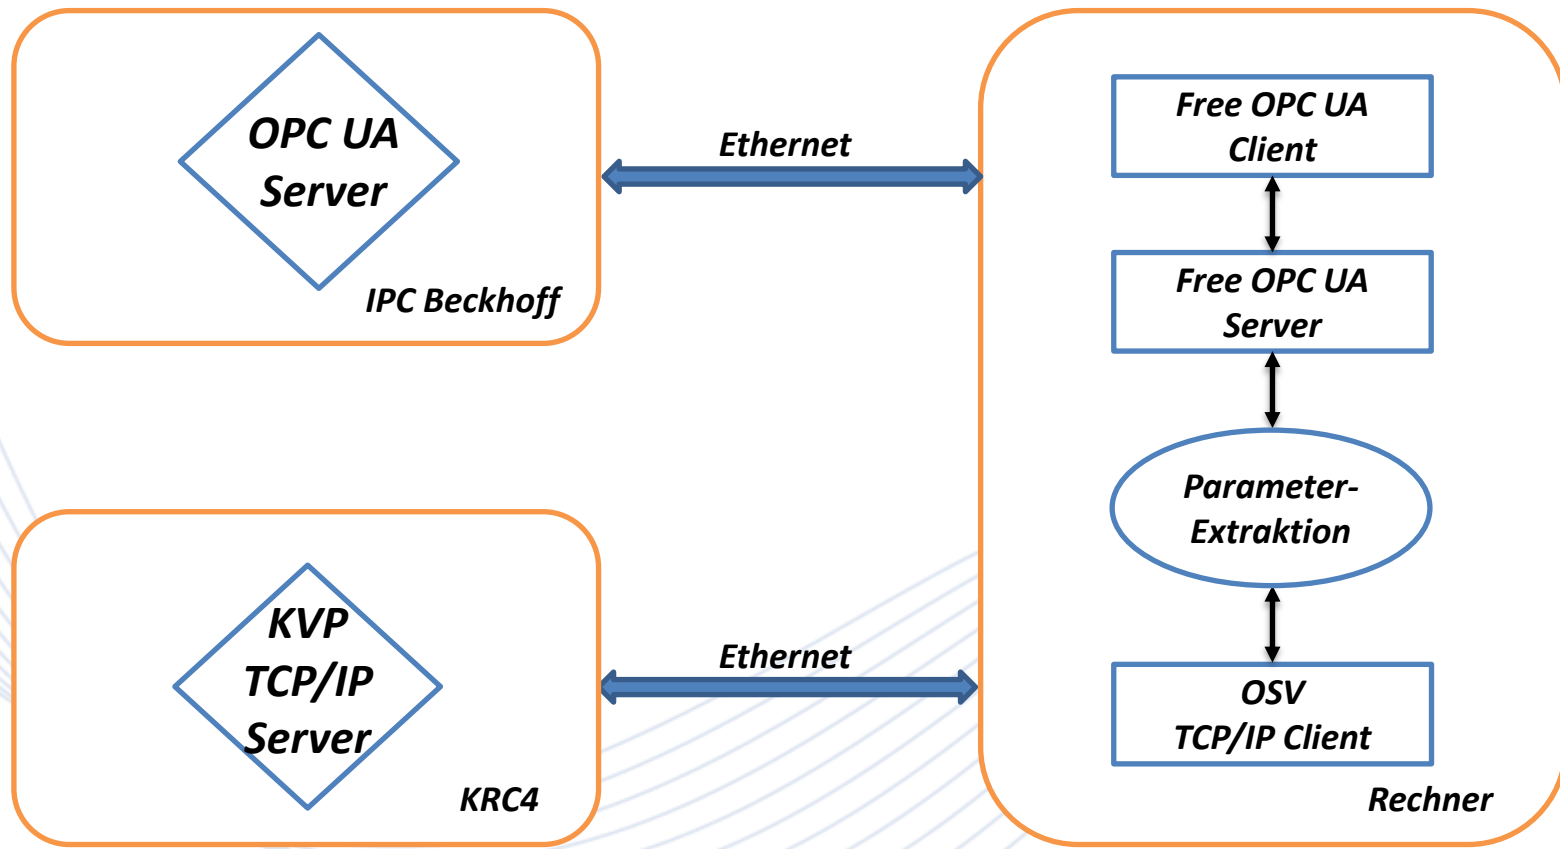 OPC UA
Server
IPC Beckhoff
Ethernet
KVP
TCP/IP
Server
KRC4
Ethernet
Free OPC UA
Client
Free OPC UA
Server
Parameter-
Extraktion
OSV
TCP/IP Client
Rechner